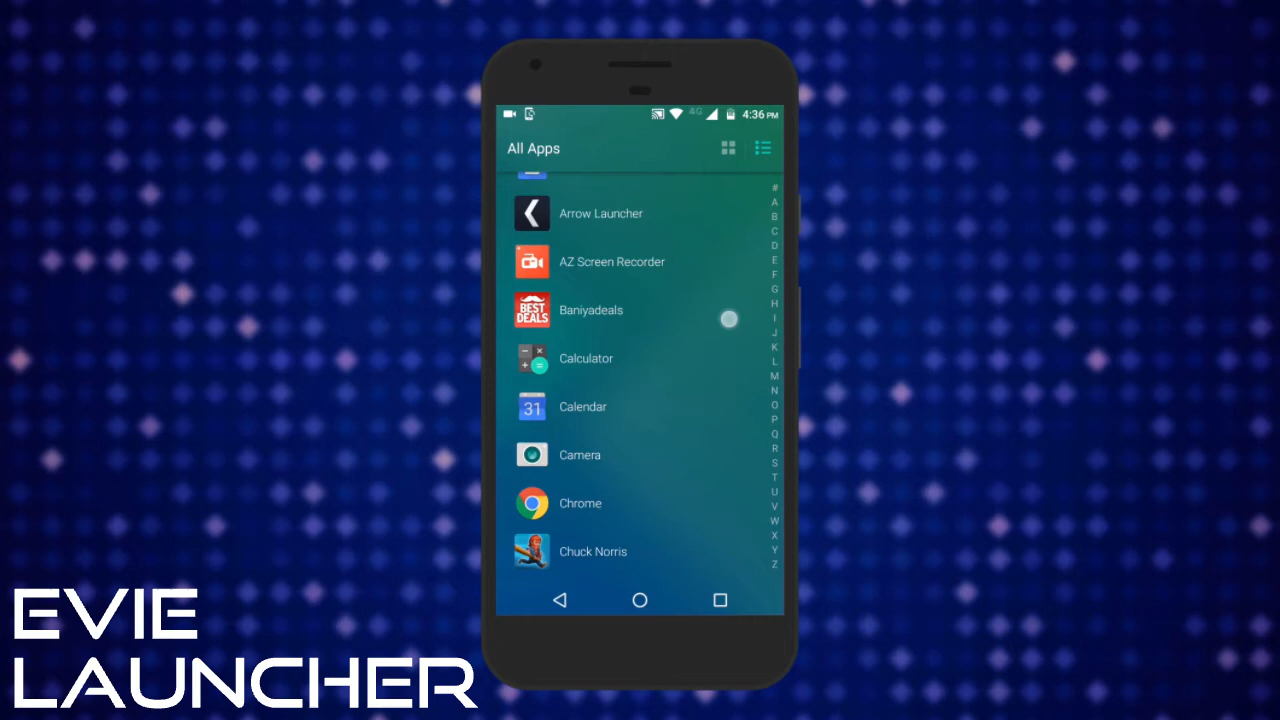 4G 4:36 PM
All Apps
Arrow Launcher
AZ Screen Recorder
BEST
DEALS
Baniyadeals
Calculator
31
Calendar
Camera
Chrome
Chuck Norris
#
A
B
C
D
E
F
G
H
I
J
K
L
M
N
O
P
Q
R
S
T
U
V
W
X
Y
Z
EVIE
LAUNCHER